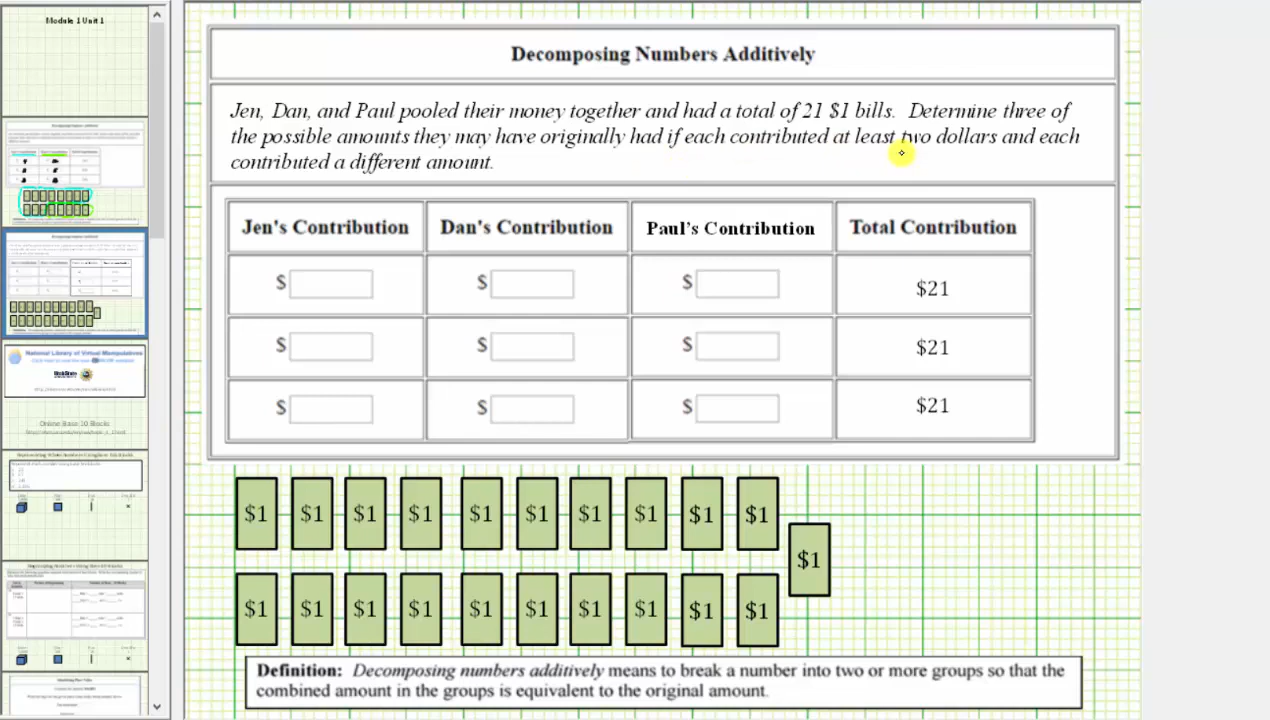 Module 1 Unit 1
National Library of Virtual Manipulatives
Online Base 10 Blocks
Decomposing Numbers Additively
Jen, Dan, and Paul pooled their money together and had a total of 21 $1 bills. Determine three of
the possible amounts they may have originally had if each contributed at least two dollars and each
contributed a different amount.
Jen's Contribution Dan's Contribution Paul's Contribution Total Contribution
$ $ $ $21
$ $ $ $21
$ $ $ $21
$1 $1 $1 $1 $1 $1 $1 $1 $1 $1
$1
$1 $1 $1 $1 $1 $1 $1 $1 $1 $1
Definition: Decomposing numbers additively means to break a number into two or more groups so that the
combined amount in the groups is equivalent to the original amount.